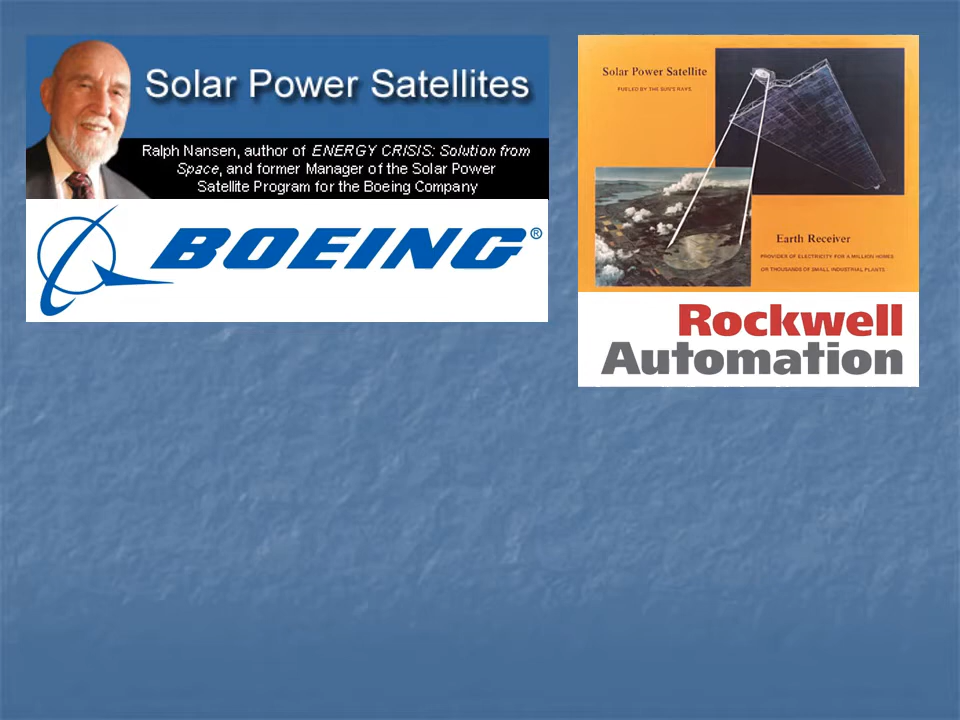 Solar Power Satellites
Ralph Nansen, author of ENERGY CRISIS: Solution from
Space, and former Manager of the Solar Power
Satellite Program for the Boeing Company
BOEING®
Solar Power Satellite
FUELED BY THE SUN'S RAYS
Earth Receiver
PROVIDER OF ELECTRICITY FOR A MILLION HOMES
OR THOUSANDS OF SMALL INDUSTRIAL PLANTS
Rockwell
Automation